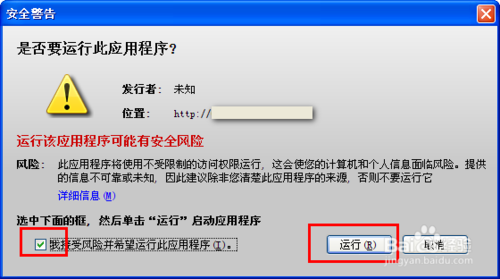 安全警告
是否要运行此应用程序?
发行者: 未知
位置: http://
运行该应用程序可能有安全风险
风险: 此应用程序将使用不受限制的访问权限运行，这会使您的计算机和个人信息面临风险。提供
的信息不可靠或未知，因此建议除非您清楚此应用程序的来源，否则不要运行它
详细信息(M)
选中下面的框，然后单击“运行”启动应用程序
我接受风险并希望运行此应用程序(I)。
运行(R)
取消
Baidu 经验
jingyan.baidu.com